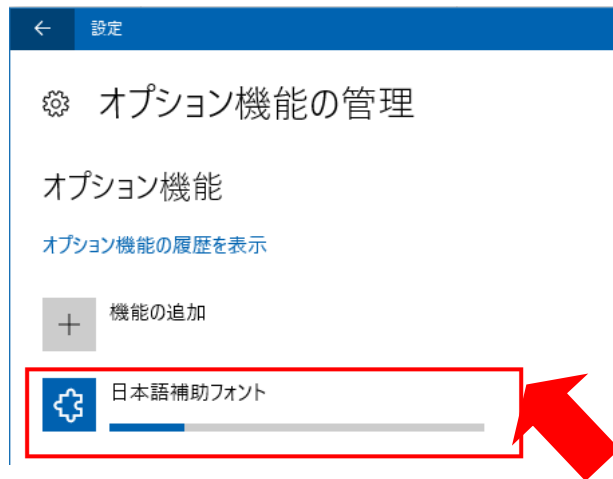 設定
オプション機能の管理
オプション機能
オプション機能の履歴を表示
機能の追加
日本語補助フォント